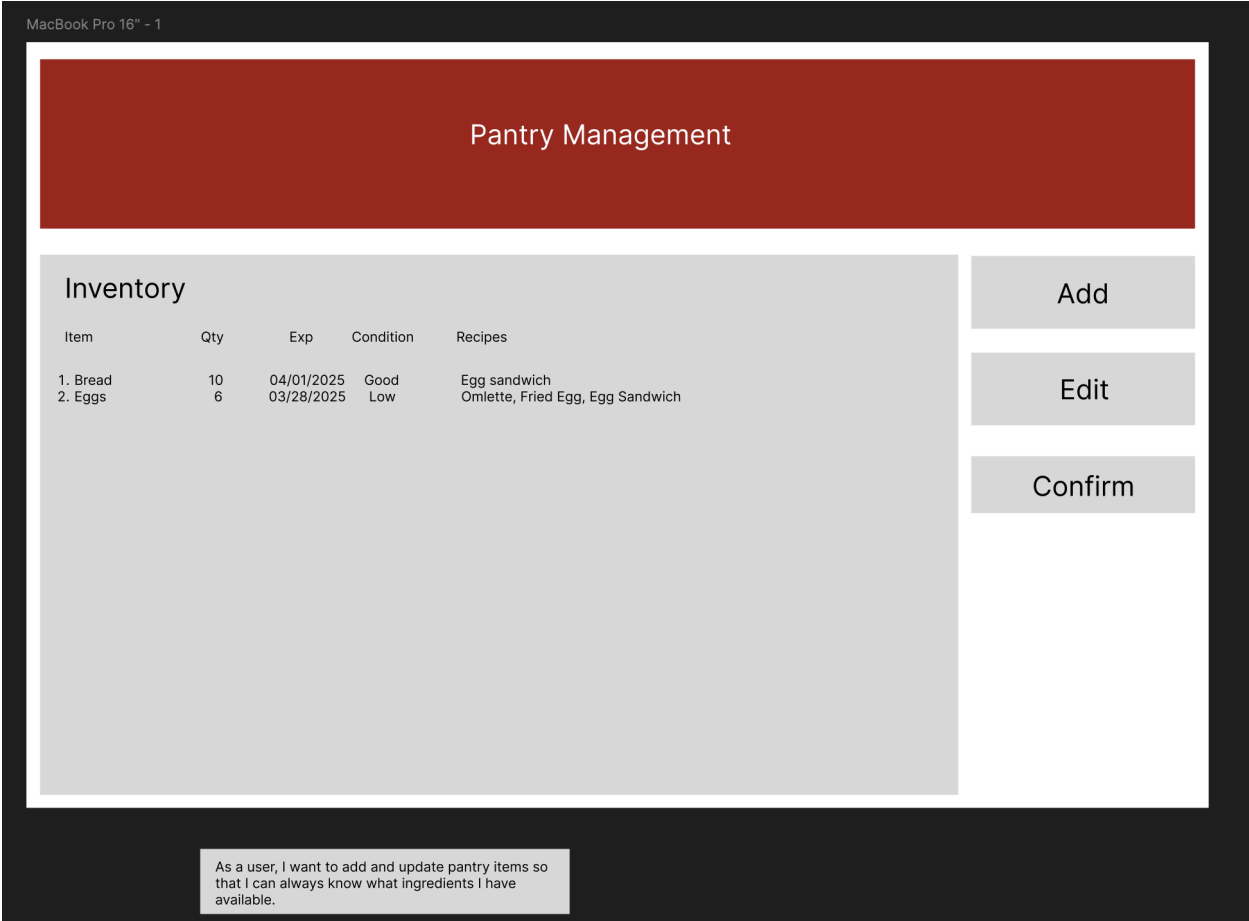 MacBook Pro 16" - 1
Pantry Management
Inventory
Add
Item Qty Exp Condition Recipes
Edit
1. Bread 10 04/01/2025 Good Egg sandwich
2. Eggs 6 03/28/2025 Low Omlette, Fried Egg, Egg Sandwich
Confirm
As a user, I want to add and update pantry items so
that I can always know what ingredients I have
available.